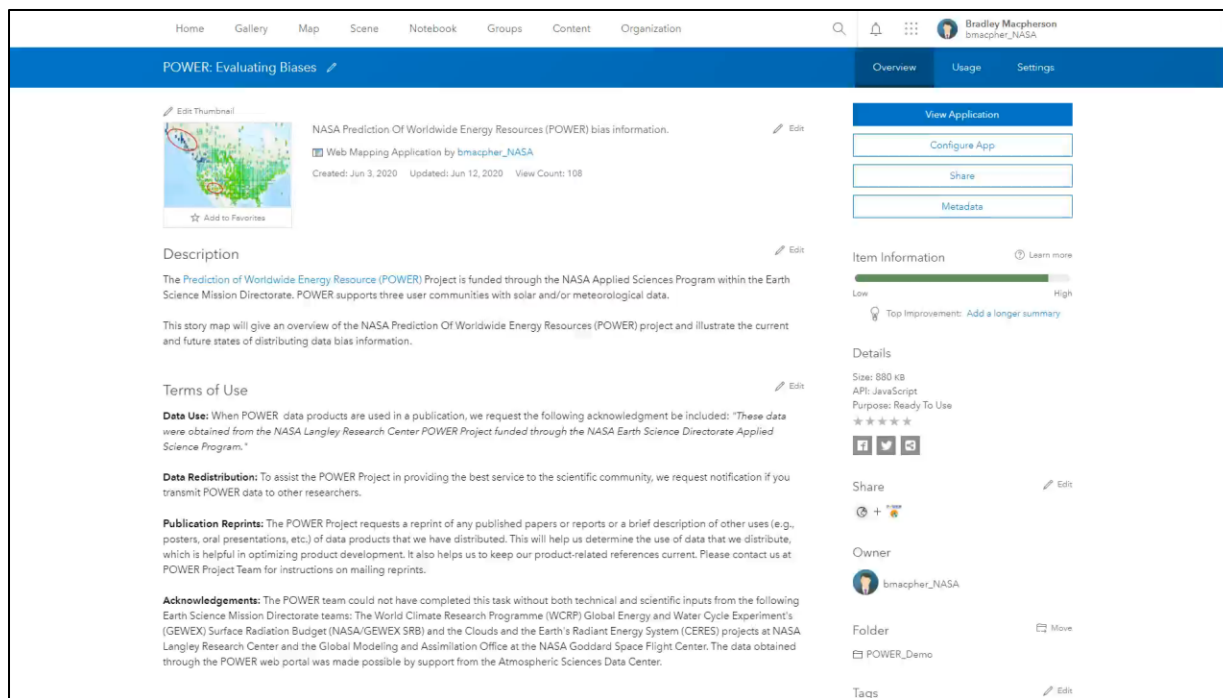 Home Gallery Map Scene Notebook Groups Content Organization
Bradley Macpherson
bmacpher_NASA
POWER: Evaluating Biases
Overview Usage Settings
Edit Thumbnail
Add to Favorites
NASA Prediction Of Worldwide Energy Resources (POWER) bias information.
Edit
Web Mapping Application by bmacpher_NASA
Created: Jun 3, 2020 Updated: Jun 12, 2020 View Count: 108
Description
Edit
The Prediction of Worldwide Energy Resource (POWER) Project is funded through the NASA Applied Sciences Program within the Earth
Science Mission Directorate. POWER supports three user communities with solar and/or meteorological data.
This story map will give an overview of the NASA Prediction Of Worldwide Energy Resources (POWER) project and illustrate the current
and future states of distributing data bias information.
Terms of Use
Edit
Data Use: When POWER data products are used in a publication, we request the following acknowledgment be included: "These data
were obtained from the NASA Langley Research Center POWER Project funded through the NASA Earth Science Directorate Applied
Science Program."
Data Redistribution: To assist the POWER Project in providing the best service to the scientific community, we request notification if you
transmit POWER data to other researchers.
Publication Reprints: The POWER Project requests a reprint of any published papers or reports or a brief description of other uses (e.g.,
posters, oral presentations, etc.) of data products that we have distributed. This will help us determine the use of data that we distribute,
which is helpful in optimizing product development. It also helps us to keep our product-related references current. Please contact us at
POWER Project Team for instructions on mailing reprints.
Acknowledgements: The POWER team could not have completed this task without both technical and scientific inputs from the following
Earth Science Mission Directorate teams: The World Climate Research Programme (WCRP) Global Energy and Water Cycle Experiment's
(GEWEX) Surface Radiation Budget (NASA/GEWEX SRB) and the Clouds and the Earth's Radiant Energy System (CERES) projects at NASA
Langley Research Center and the Global Modeling and Assimilation Office at the NASA Goddard Space Flight Center. The data obtained
through the POWER web portal was made possible by support from the Atmospheric Sciences Data Center.
View Application
Configure App
Share
Metadata
Item Information
Learn more
Low High
Top Improvement: Add a longer summary
Details
Size: 880 KB
API: JavaScript
Purpose: Ready To Use
Share
Edit
+
Owner
bmacpher_NASA
Folder
Move
POWER_Demo
Tags
Edit